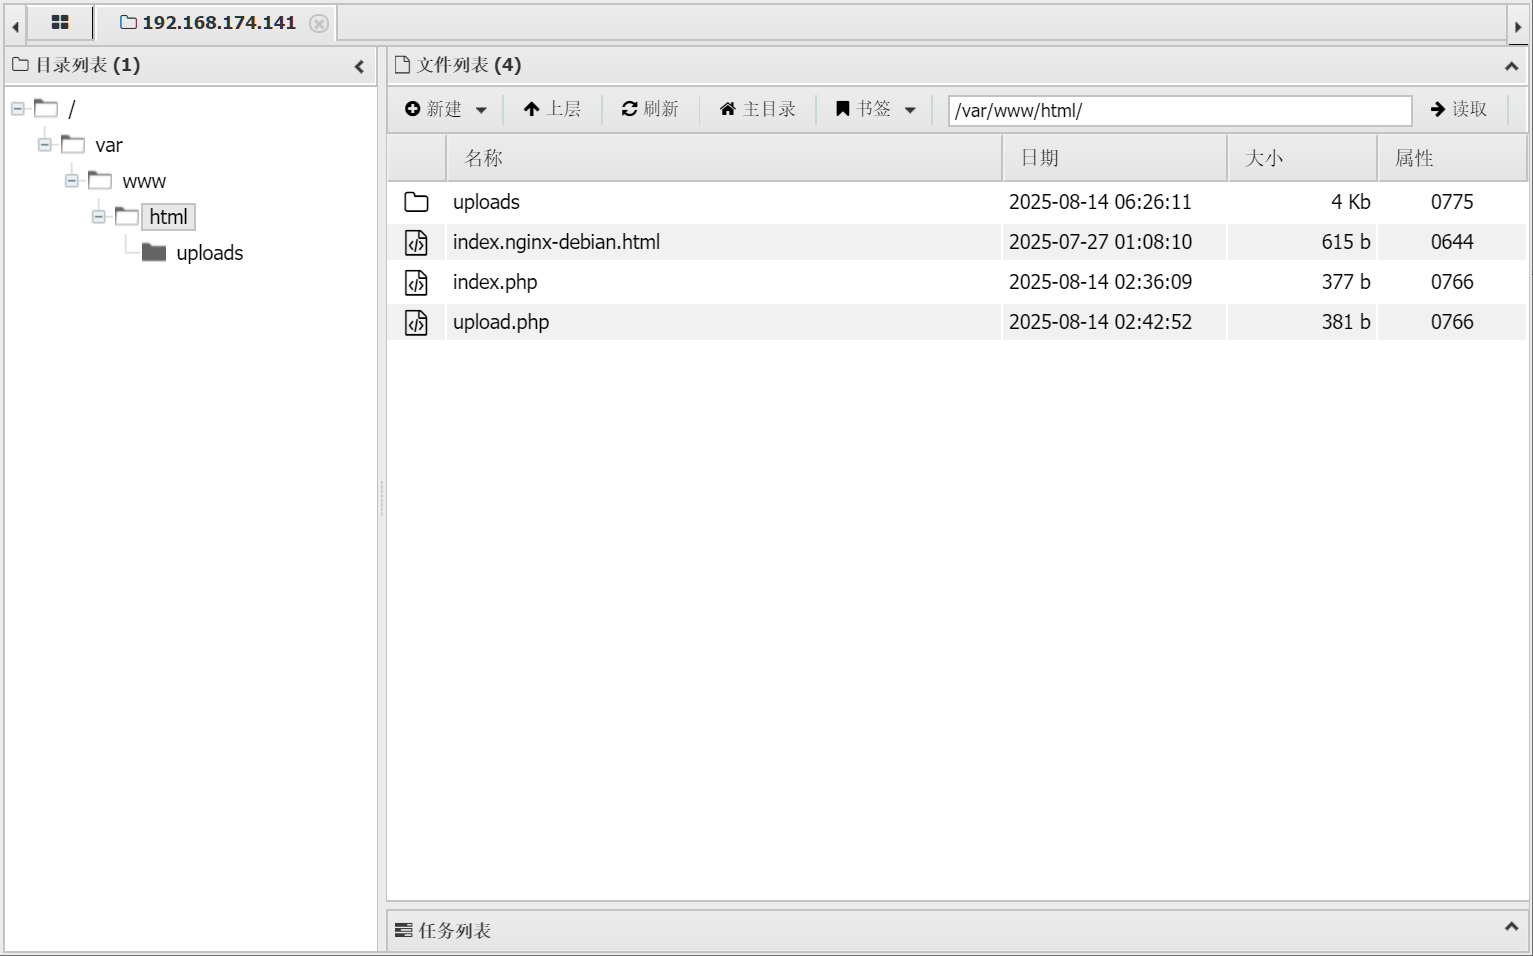 192.168.174.141
目录列表 (1)
/
var
www
html
uploads
文件列表 (4)
新建 上层 刷新 主目录 书签 /var/www/html/ 读取
名称 日期 大小 属性
uploads 2025-08-14 06:26:11 4 Kb 0775
index.nginx-debian.html 2025-07-27 01:08:10 615 b 0644
index.php 2025-08-14 02:36:09 377 b 0766
upload.php 2025-08-14 02:42:52 381 b 0766
任务列表